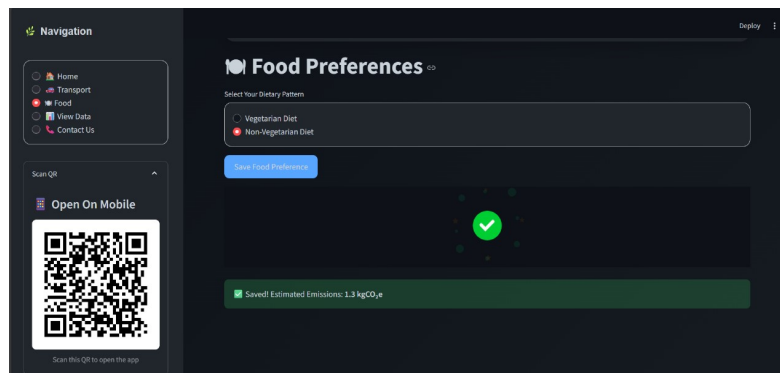 Navigation
Home
Transport
Food
View Data
Contact Us
Scan QR
Open On Mobile
Scan this QR to open the app
Deploy
Food Preferences
Select Your Dietary Pattern
Vegetarian Diet
Non-Vegetarian Diet
Save Food Preference
Saved! Estimated Emissions: 1.3 kgCO₂e